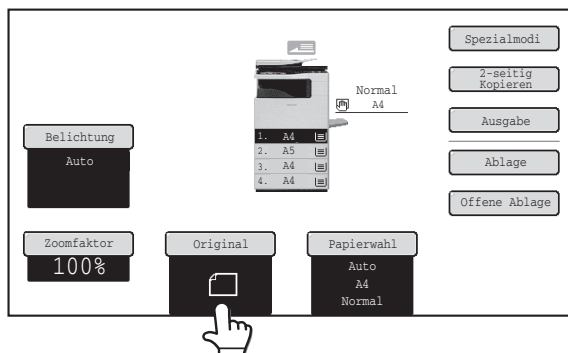 Spezialmodi
2-seitig
Kopieren
Normal
A4
Ausgabe
1. A4
Belichtung
2. A5
Auto
3. A4
Ablage
4. A4
Offene Ablage
Zoomfaktor
100%
Original
Papierwahl
Auto
A4
Normal